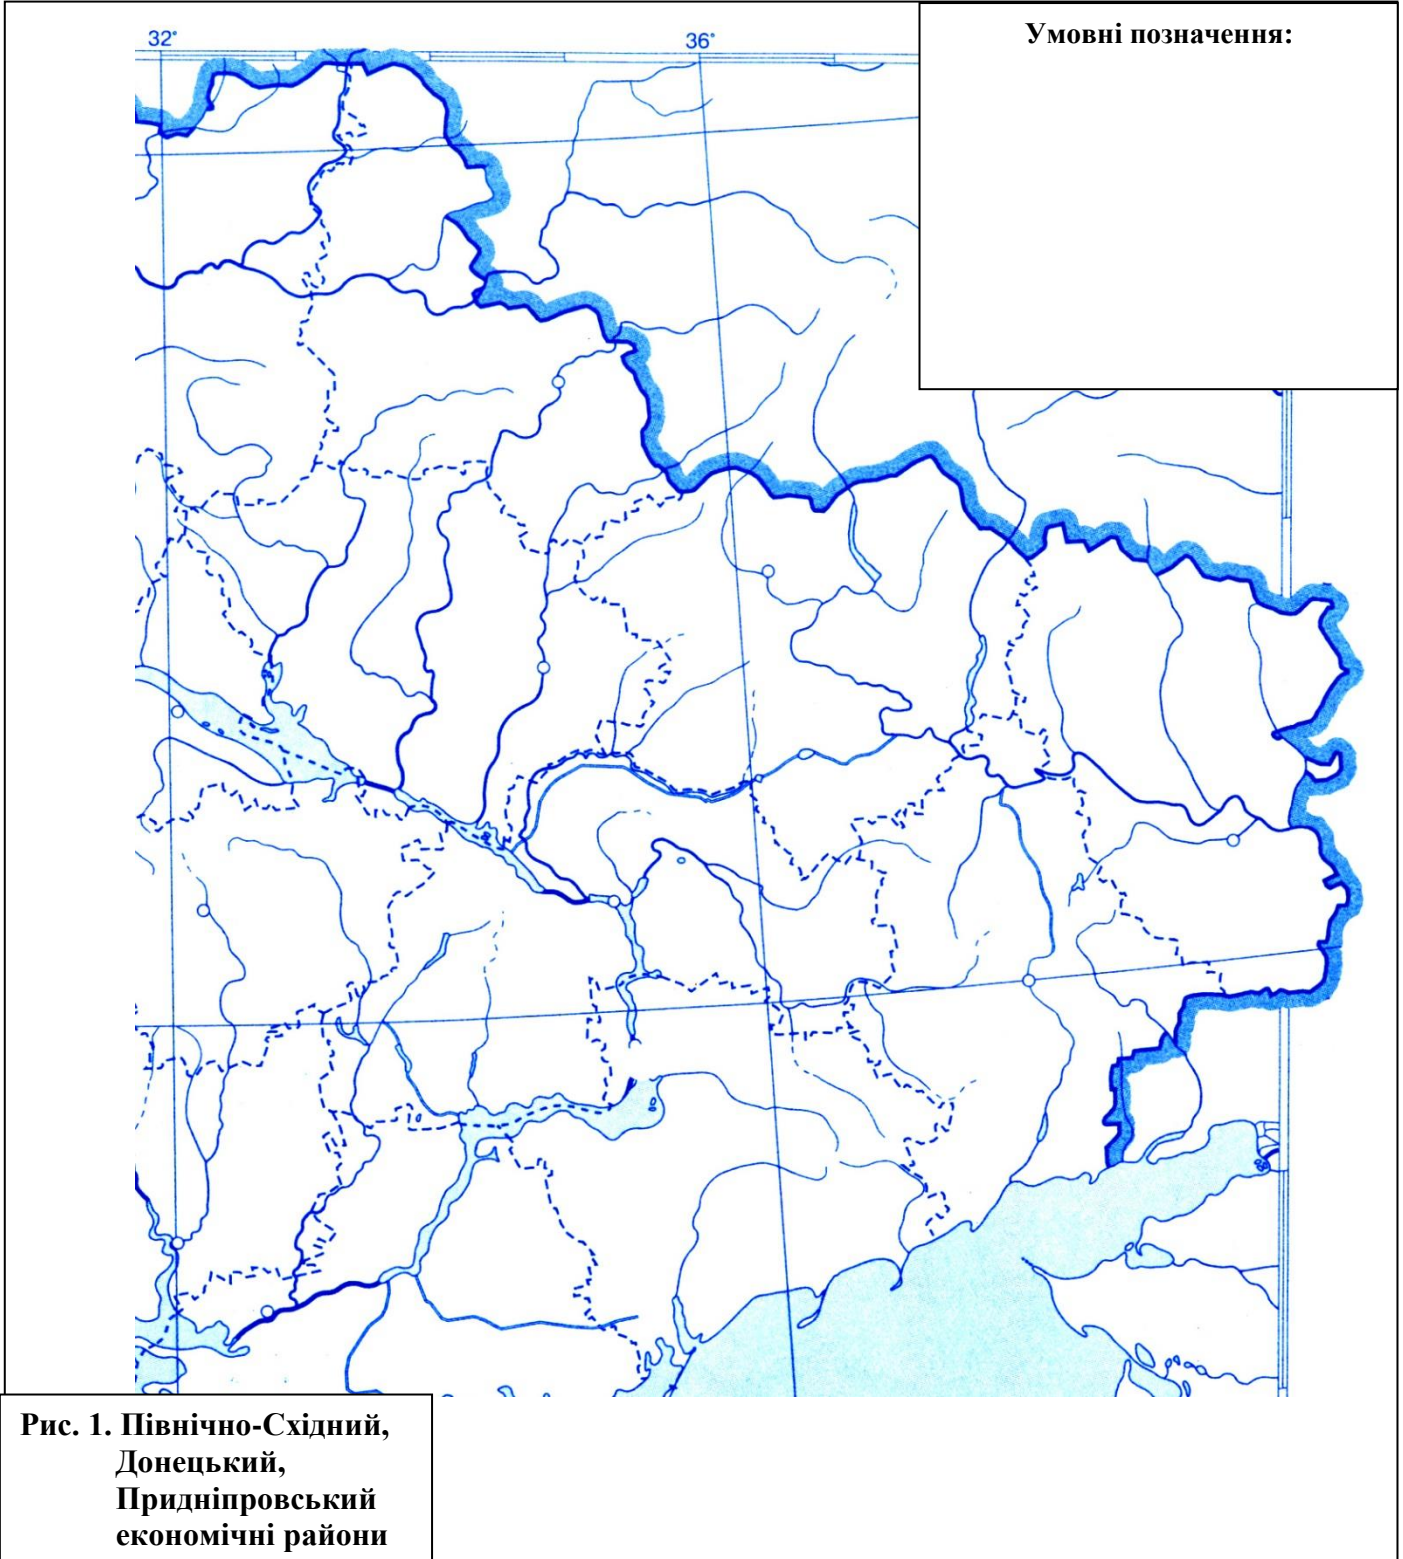 32°
36°
Умовні позначення:
Рис. 1. Північно-Східний,
Донецький,
Придніпровський
економічні райони